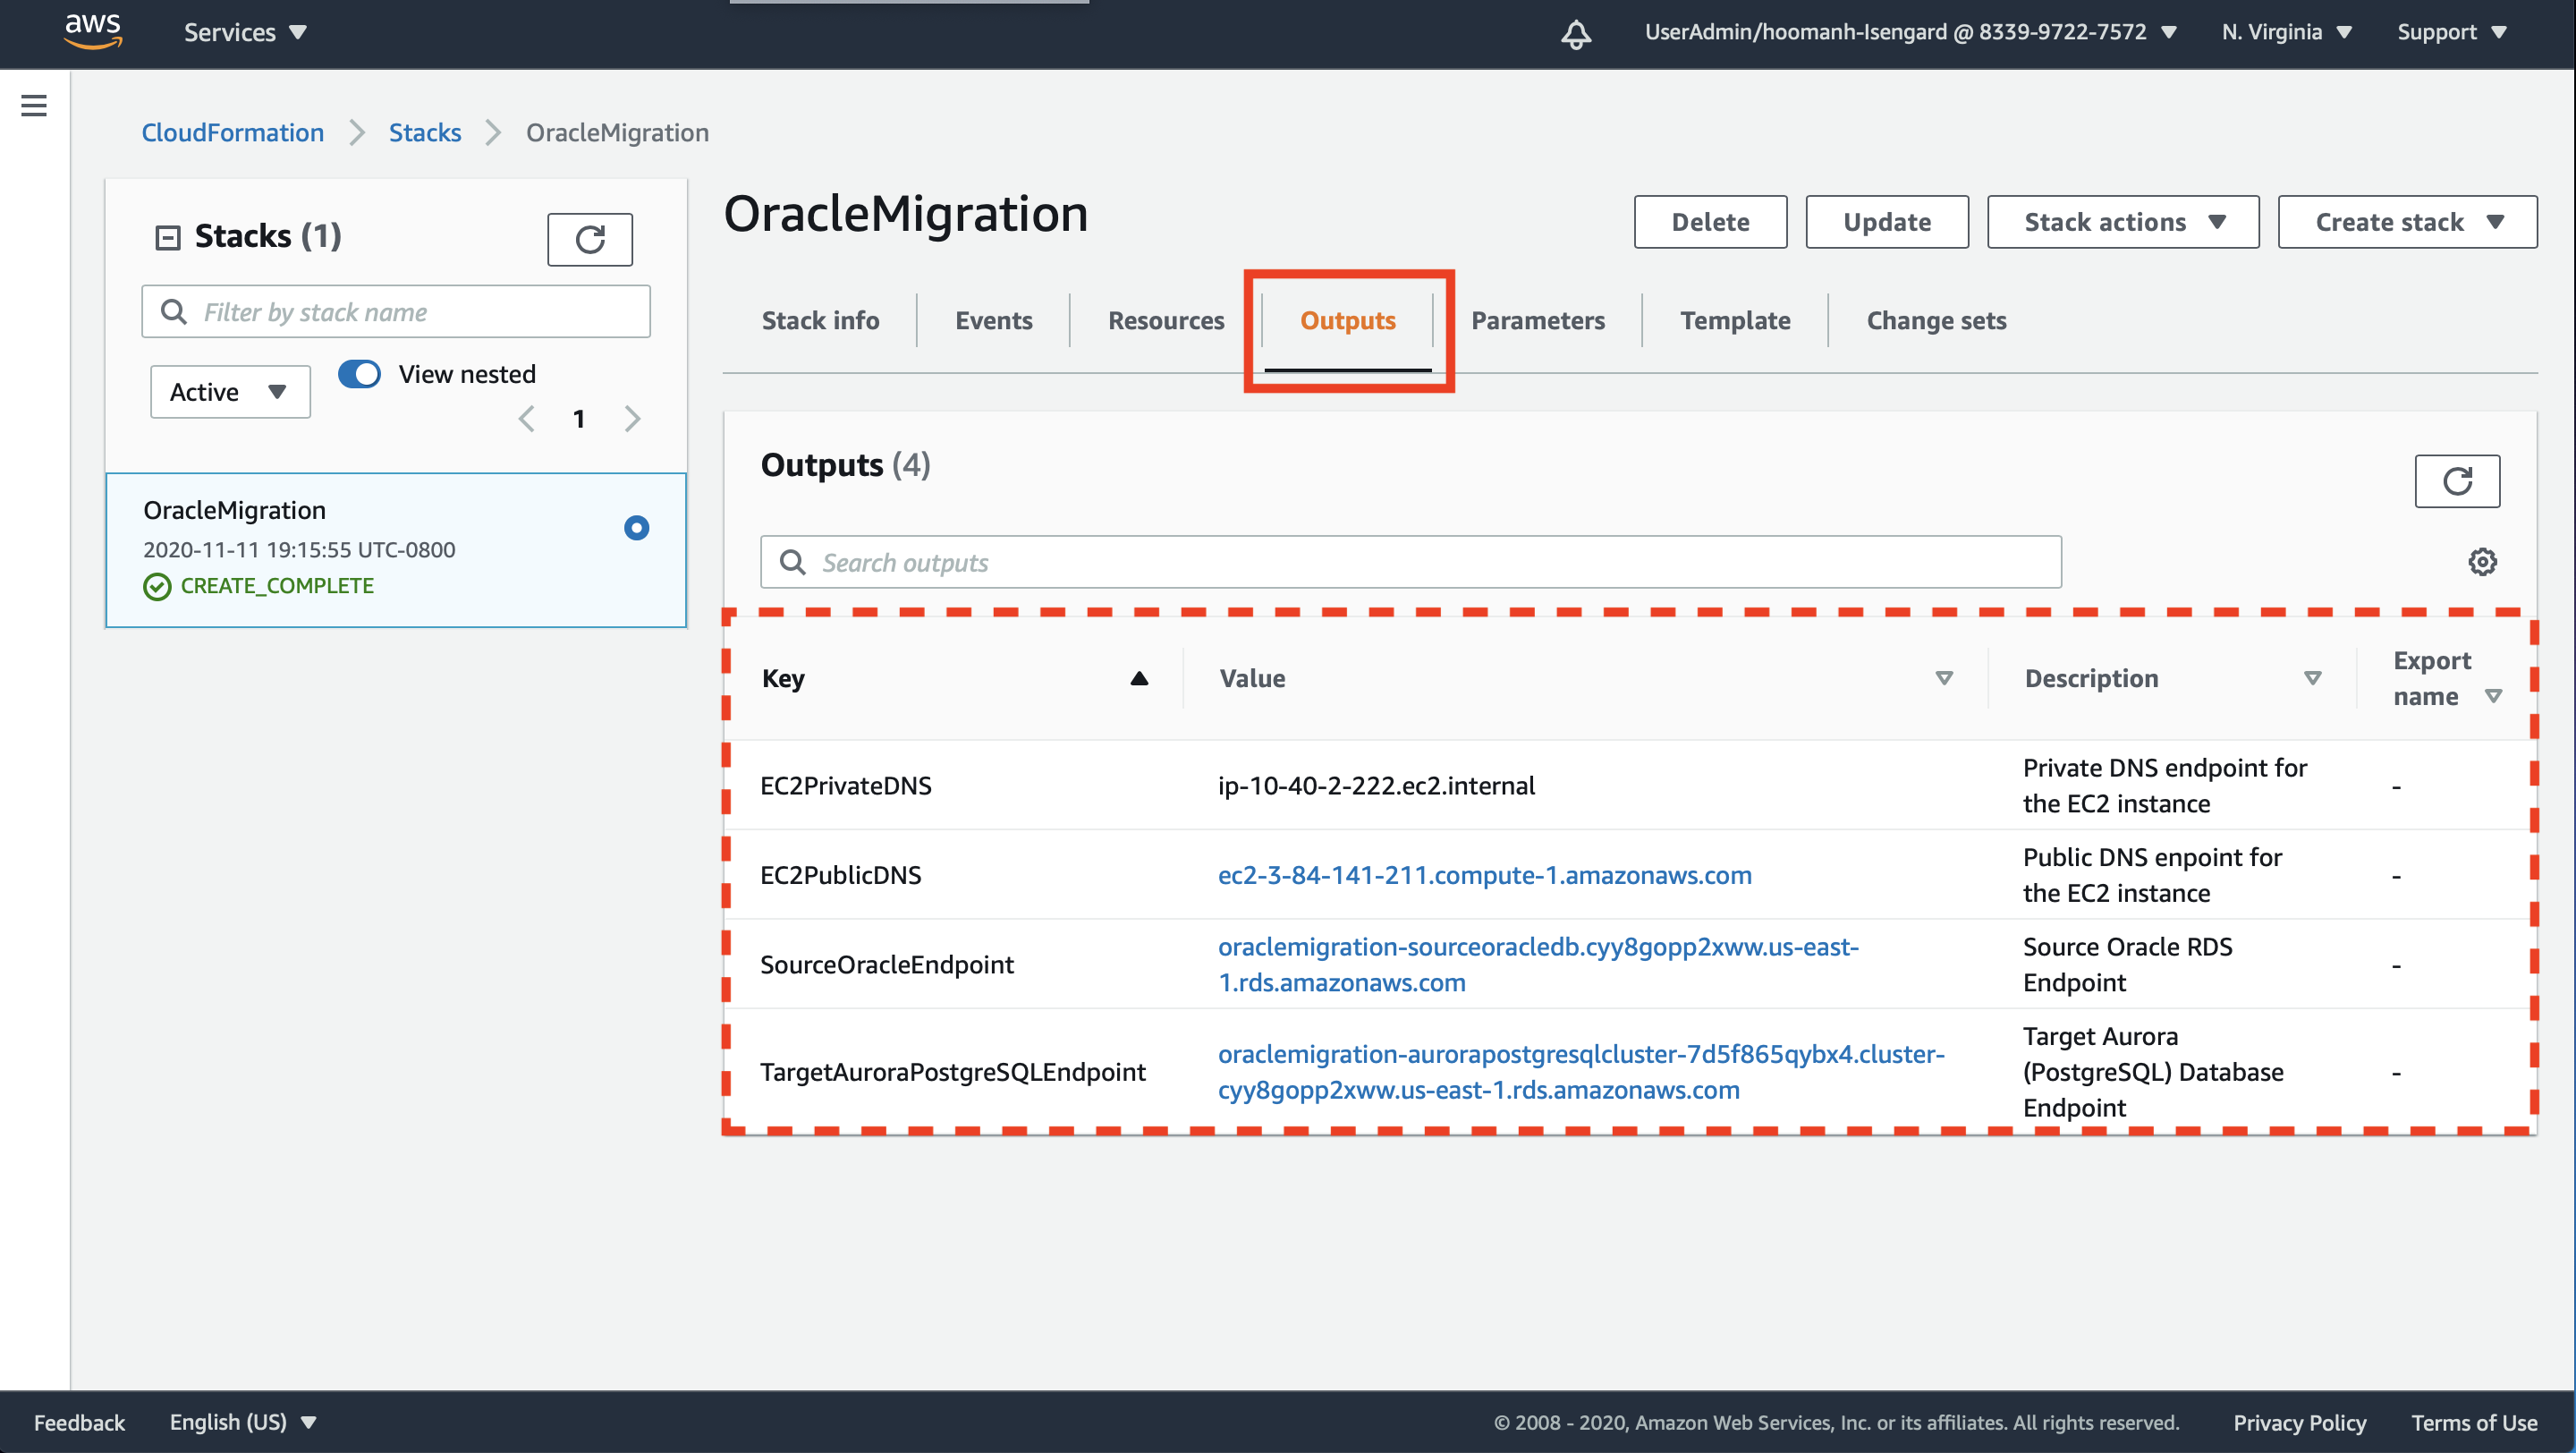 aws
Services
UserAdmin/hoomanh-Isengard @ 8339-9722-7572
N. Virginia
Support
CloudFormation
Stacks
OracleMigration
Stacks (1)
Filter by stack name
Active
View nested
1
OracleMigration
2020-11-11 19:15:55 UTC-0800
CREATE_COMPLETE
OracleMigration
Delete
Update
Stack actions
Create stack
Stack info
Events
Resources
Outputs
Parameters
Template
Change sets
Outputs (4)
Search outputs
Key
Value
Description
Export
name
EC2PrivateDNS
ip-10-40-2-222.ec2.internal
Private DNS endpoint for
the EC2 instance
-
EC2PublicDNS
ec2-3-84-141-211.compute-1.amazonaws.com
Public DNS enpoint for
the EC2 instance
-
SourceOracleEndpoint
oraclemigration-sourceoracledb.cyy8gopp2xww.us-east-
1.rds.amazonaws.com
Source Oracle RDS
Endpoint
-
TargetAuroraPostgreSQLEndpoint
oraclemigration-aurorapostgresqlcluster-7d5f865qybx4.cluster-
cyy8gopp2xww.us-east-1.rds.amazonaws.com
Target Aurora
(PostgreSQL) Database
Endpoint
-
Feedback
English (US)
© 2008 - 2020, Amazon Web Services, Inc. or its affiliates. All rights reserved.
Privacy Policy
Terms of Use